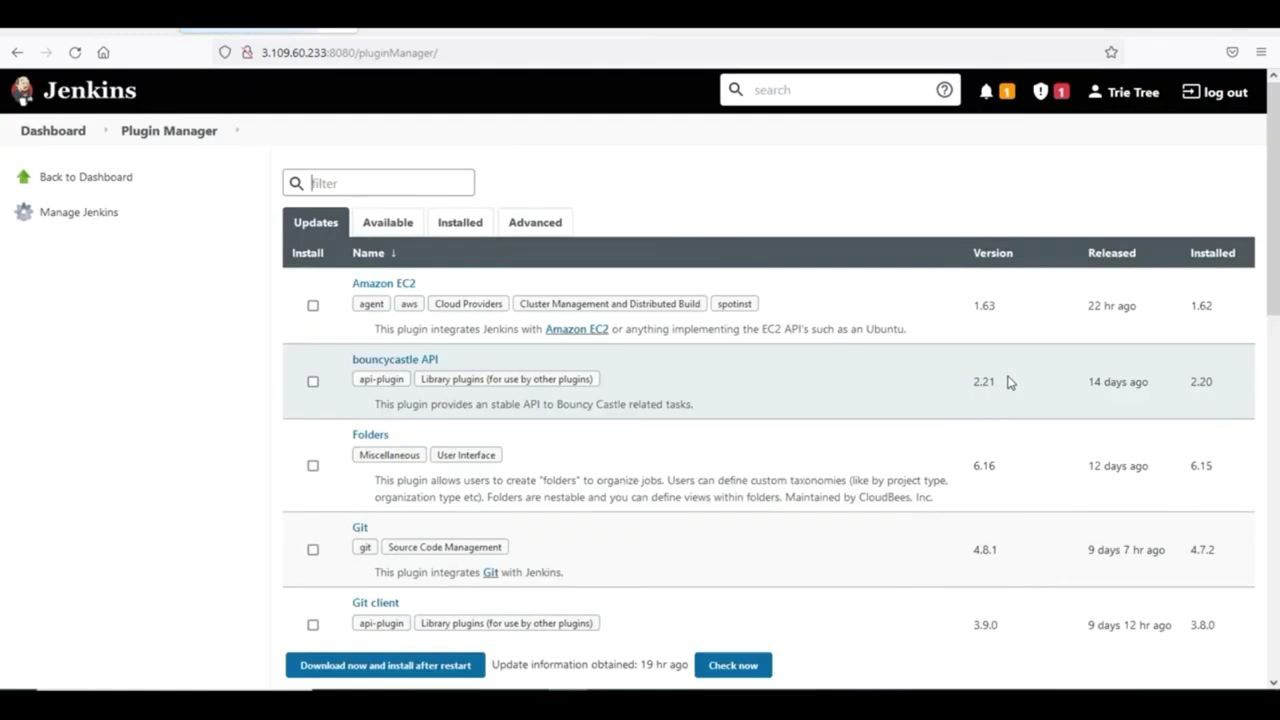 3.109.60.233:8080/pluginManager/
Jenkins
search
1
1
Trie Tree
log out
Dashboard
Plugin Manager
Back to Dashboard
Manage Jenkins
filter
Updates Available Installed Advanced
Install Name ↓ Version Released Installed
Amazon EC2
agent aws Cloud Providers Cluster Management and Distributed Build spotinst
1.63 22 hr ago 1.62
This plugin integrates Jenkins with Amazon EC2 or anything implementing the EC2 API's such as an Ubuntu.
bouncycastle API
api-plugin Library plugins (for use by other plugins)
2.21 14 days ago 2.20
This plugin provides an stable API to Bouncy Castle related tasks.
Folders
Miscellaneous User Interface
6.16 12 days ago 6.15
This plugin allows users to create "folders" to organize jobs. Users can define custom taxonomies (like by project type,
organization type etc). Folders are nestable and you can define views within folders. Maintained by CloudBees, Inc.
Git
git Source Code Management
4.8.1 9 days 7 hr ago 4.7.2
This plugin integrates Git with Jenkins.
Git client
api-plugin Library plugins (for use by other plugins)
3.9.0 9 days 12 hr ago 3.8.0
Download now and install after restart Update information obtained: 19 hr ago Check now